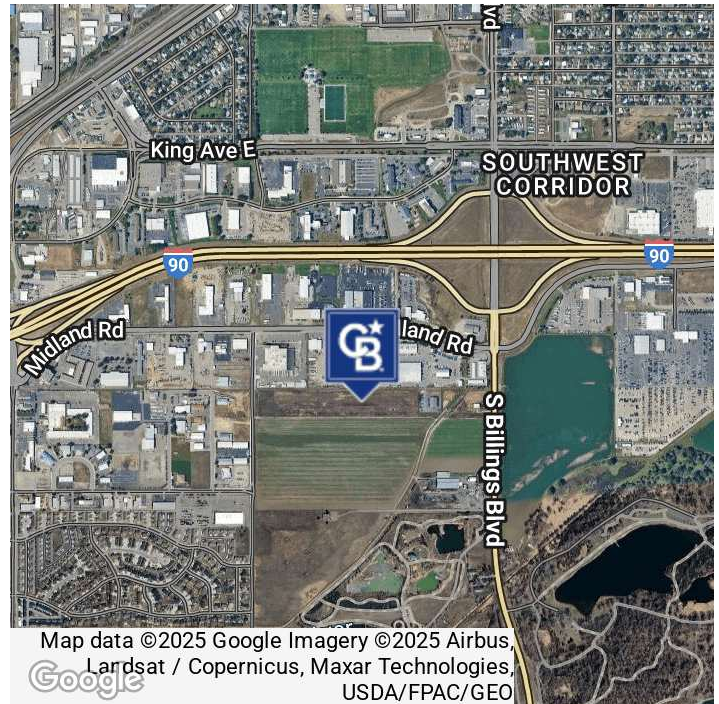 vd
King Ave E
SOUTHWEST
CORRIDOR
90
90
Midland Rd
land Rd
CB
S Billings Blvd
Map data ©2025 Google Imagery ©2025 Airbus,
Landsat / Copernicus, Maxar Technologies,
USDA/FPAC/GEO
Google